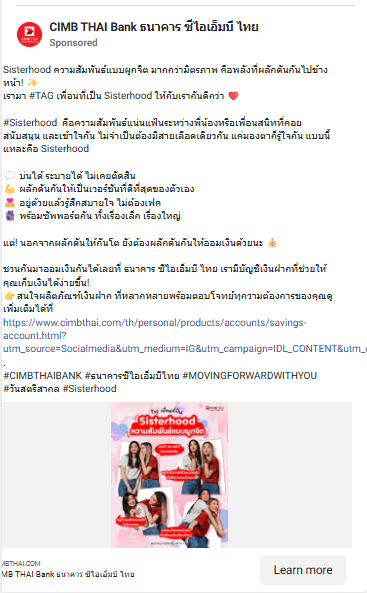 CIMB THAI Bank ธนาคาร ซีไอเอ็มบี ไทย
Sponsored
Sisterhood ความสัมพันธ์แบบผูกจิต มากกว่ามิตรภาพ คือพลังที่ผลักดันกันไปข้าง
หน้า! ✨
เรามา #TAG เพื่อนที่เป็น Sisterhood ให้กับเรากันดีกว่า ❤️
#Sisterhood คือความสัมพันธ์แน่นแฟ้นระหว่างพี่น้องหรือเพื่อนสนิทที่คอย
สนับสนุน และเข้าใจกัน ไม่จำเป็นต้องมีสายเลือดเดียวกัน แค่มองตาก็รู้ใจกัน แบบนี้
แหละคือ Sisterhood
💬 บ่นได้ ระบายได้ ไม่เคยตัดสิน
💪 ผลักดันกันให้เป็นเวอร์ชันที่ดีที่สุดของตัวเอง
อยู่ด้วยแล้วรู้สึกสบายใจ ไม่ต้องเฟค
พร้อมซัพพอร์ตกัน ทั้งเรื่องเล็ก เรื่องใหญ่
แต่! นอกจากผลักดันให้กันโต ยังต้องผลักดันกันให้ออมเงินด้วยนะ 💰
ชวนกันมาออมเงินกันได้เลยที่ ธนาคาร ซีไอเอ็มบี ไทย เรามีบัญชีเงินฝากที่ช่วยให้
คุณเก็บเงินได้ง่ายขึ้น!
👉 สนใจผลิตภัณฑ์เงินฝาก ที่หลากหลายพร้อมตอบโจทย์ทุกความต้องการของคุณดู
เพิ่มเติมได้ที่
https://www.cimbthai.com/th/personal/products/accounts/savings-
account.html?
utm_source=Socialmedia&utm_medium=IG&utm_campaign=IDL_CONTENT&utm_
.
#CIMBTHAIBANK #ธนาคารซีไอเอ็มบีไทย #MOVINGFORWARDWITHYOU
#วันสตรีสากล #Sisterhood
TAG เพื่อนที่เป็น
Sisterhood
ความสัมพันธ์แบบผูกจิต
MBTHAI.COM
MB THAI Bank ธนาคาร ซีไอเอ็มบี ไทย
Learn more